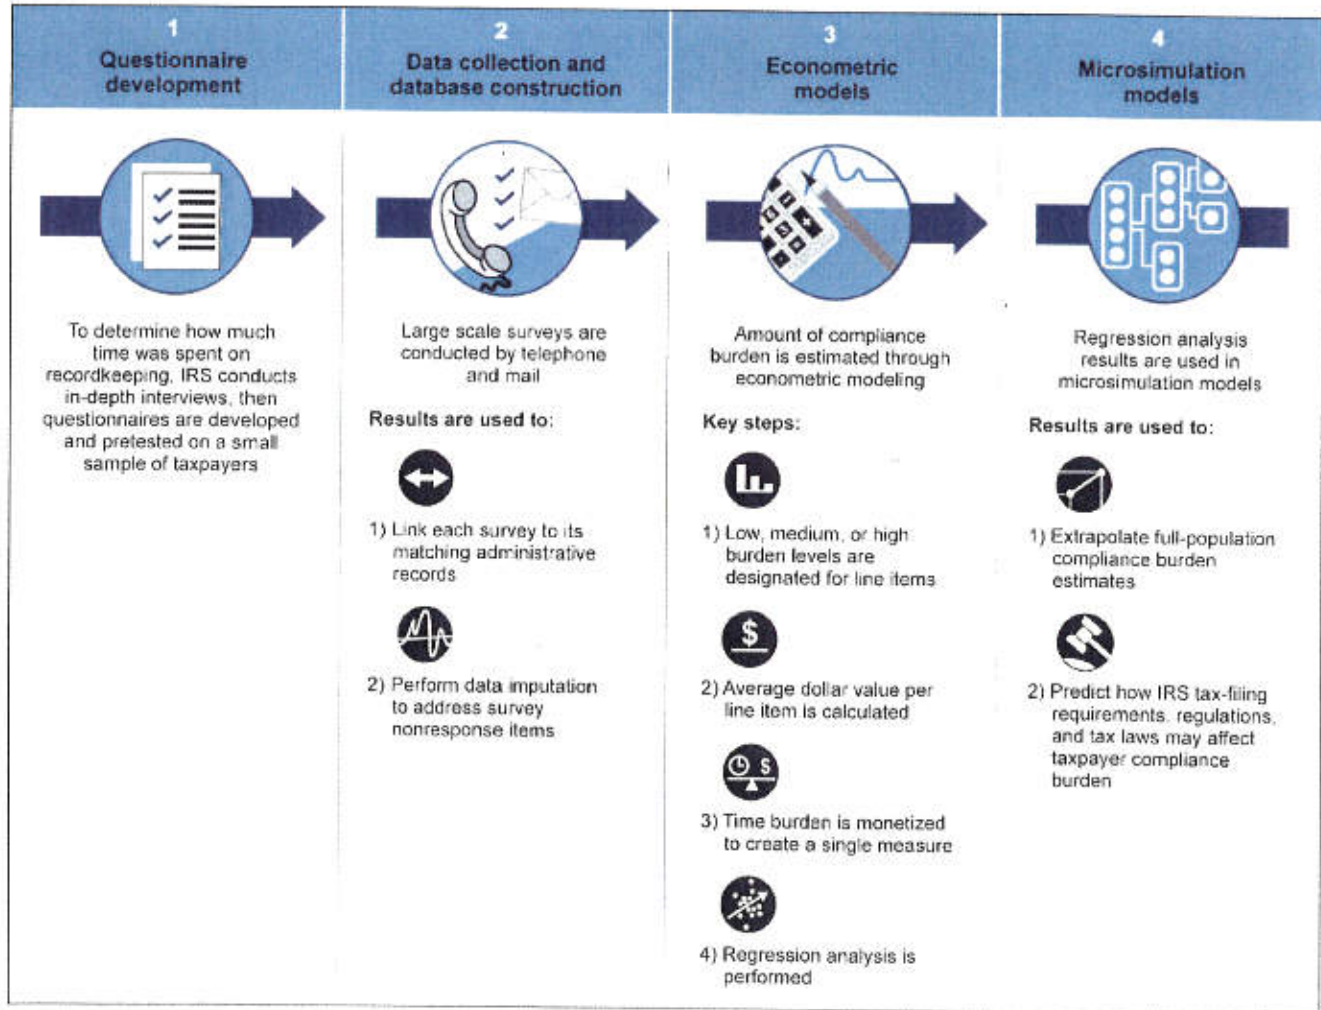 1
Questionnaire
development
To determine how much
time was spent on
recordkeeping, IRS conducts
in-depth interviews, then
questionnaires are developed
and pretested on a small
sample of taxpayers
2
Data collection and
database construction
Large scale surveys are
conducted by telephone
and mail
Results are used to:
1) Link each survey to its
matching administrative
records
2) Perform data imputation
to address survey
nonresponse items
3
Econometric
models
Amount of compliance
burden is estimated through
econometric modeling
Key steps:
1) Low, medium, or high
burden levels are
designated for line items
$
2) Average dollar value per
line item is calculated
$
3) Time burden is monetized
to create a single measure
4) Regression analysis is
performed
4
Microsimulation
models
Regression analysis
results are used in
microsimulation models
Results are used to:
1) Extrapolate full-population
compliance burden
estimates
2) Predict how IRS tax-filing
requirements, regulations,
and tax laws may affect
taxpayer compliance
burden